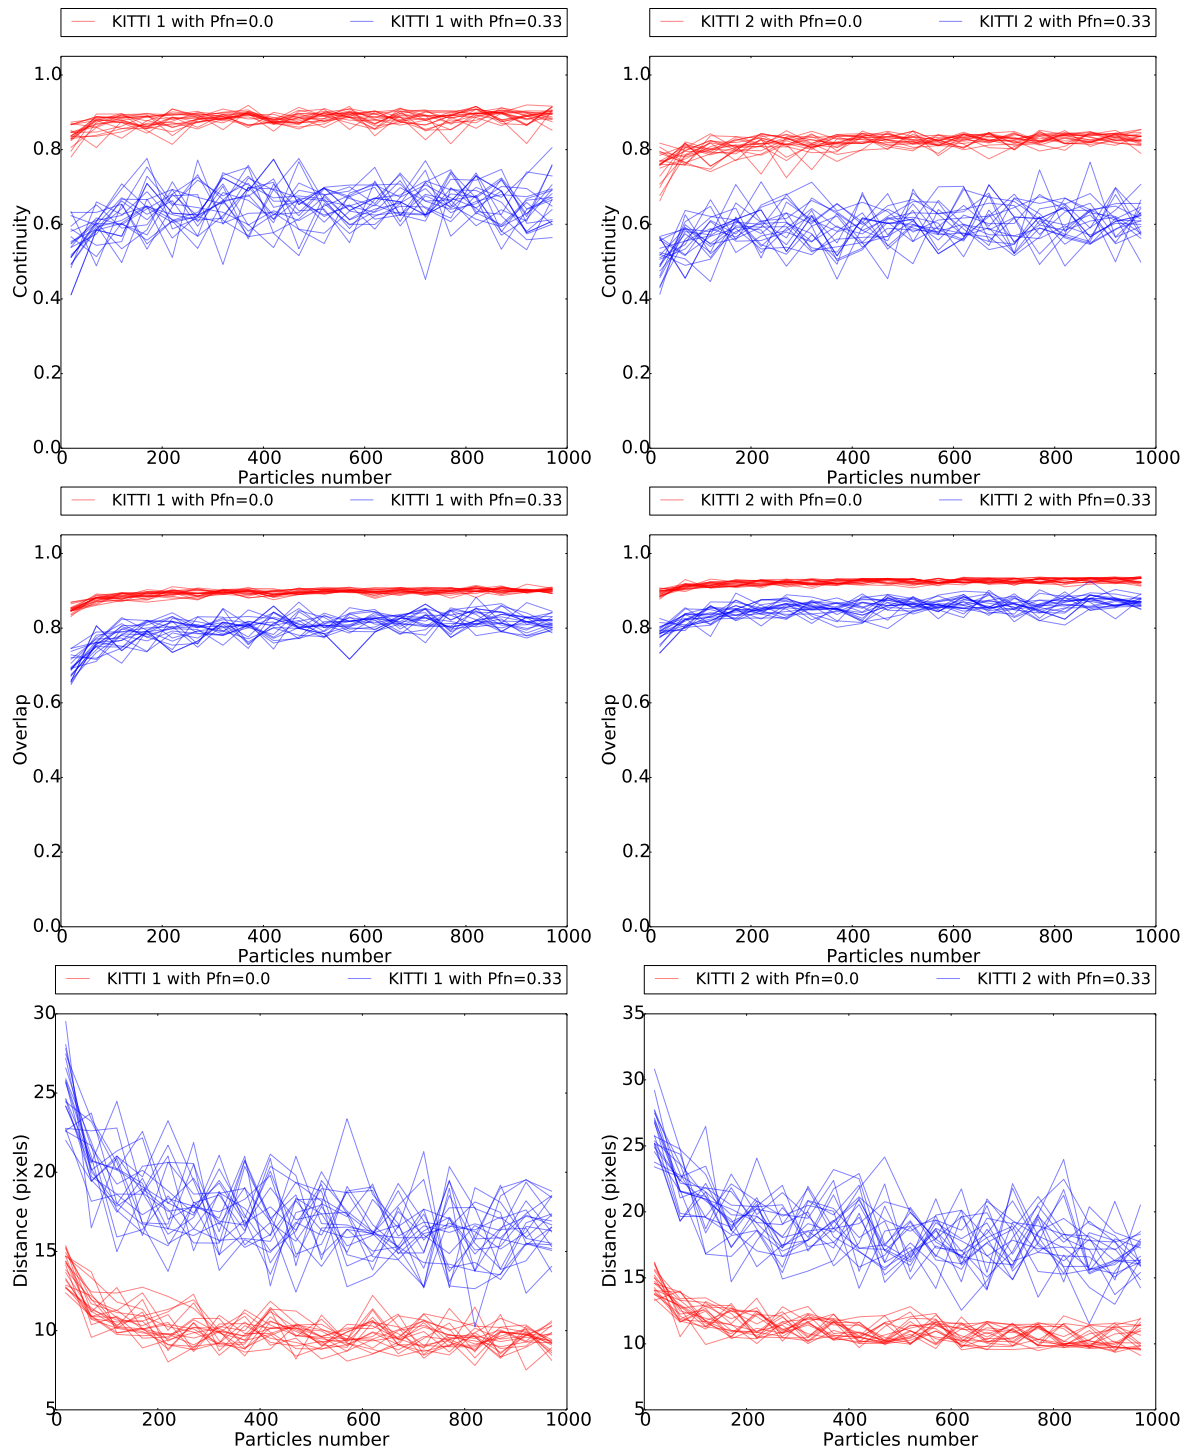 KITTI 1 with Pfn=0.0 KITTI 1 with Pfn=0.33
1.0
0.8
0.6
0.4
0.2
0.0
Continuity
0 200 400 600 800 1000
Particles number
KITTI 2 with Pfn=0.0 KITTI 2 with Pfn=0.33
1.0
0.8
0.6
0.4
0.2
0.0
Continuity
0 200 400 600 800 1000
Particles number
KITTI 1 with Pfn=0.0 KITTI 1 with Pfn=0.33
1.0
0.8
0.6
0.4
0.2
0.0
Overlap
0 200 400 600 800 1000
Particles number
KITTI 2 with Pfn=0.0 KITTI 2 with Pfn=0.33
1.0
0.8
0.6
0.4
0.2
0.0
Overlap
0 200 400 600 800 1000
Particles number
KITTI 1 with Pfn=0.0 KITTI 1 with Pfn=0.33
30
25
20
15
10
5
Distance (pixels)
0 200 400 600 800 1000
Particles number
KITTI 2 with Pfn=0.0 KITTI 2 with Pfn=0.33
35
30
25
20
15
10
5
Distance (pixels)
0 200 400 600 800 1000
Particles number